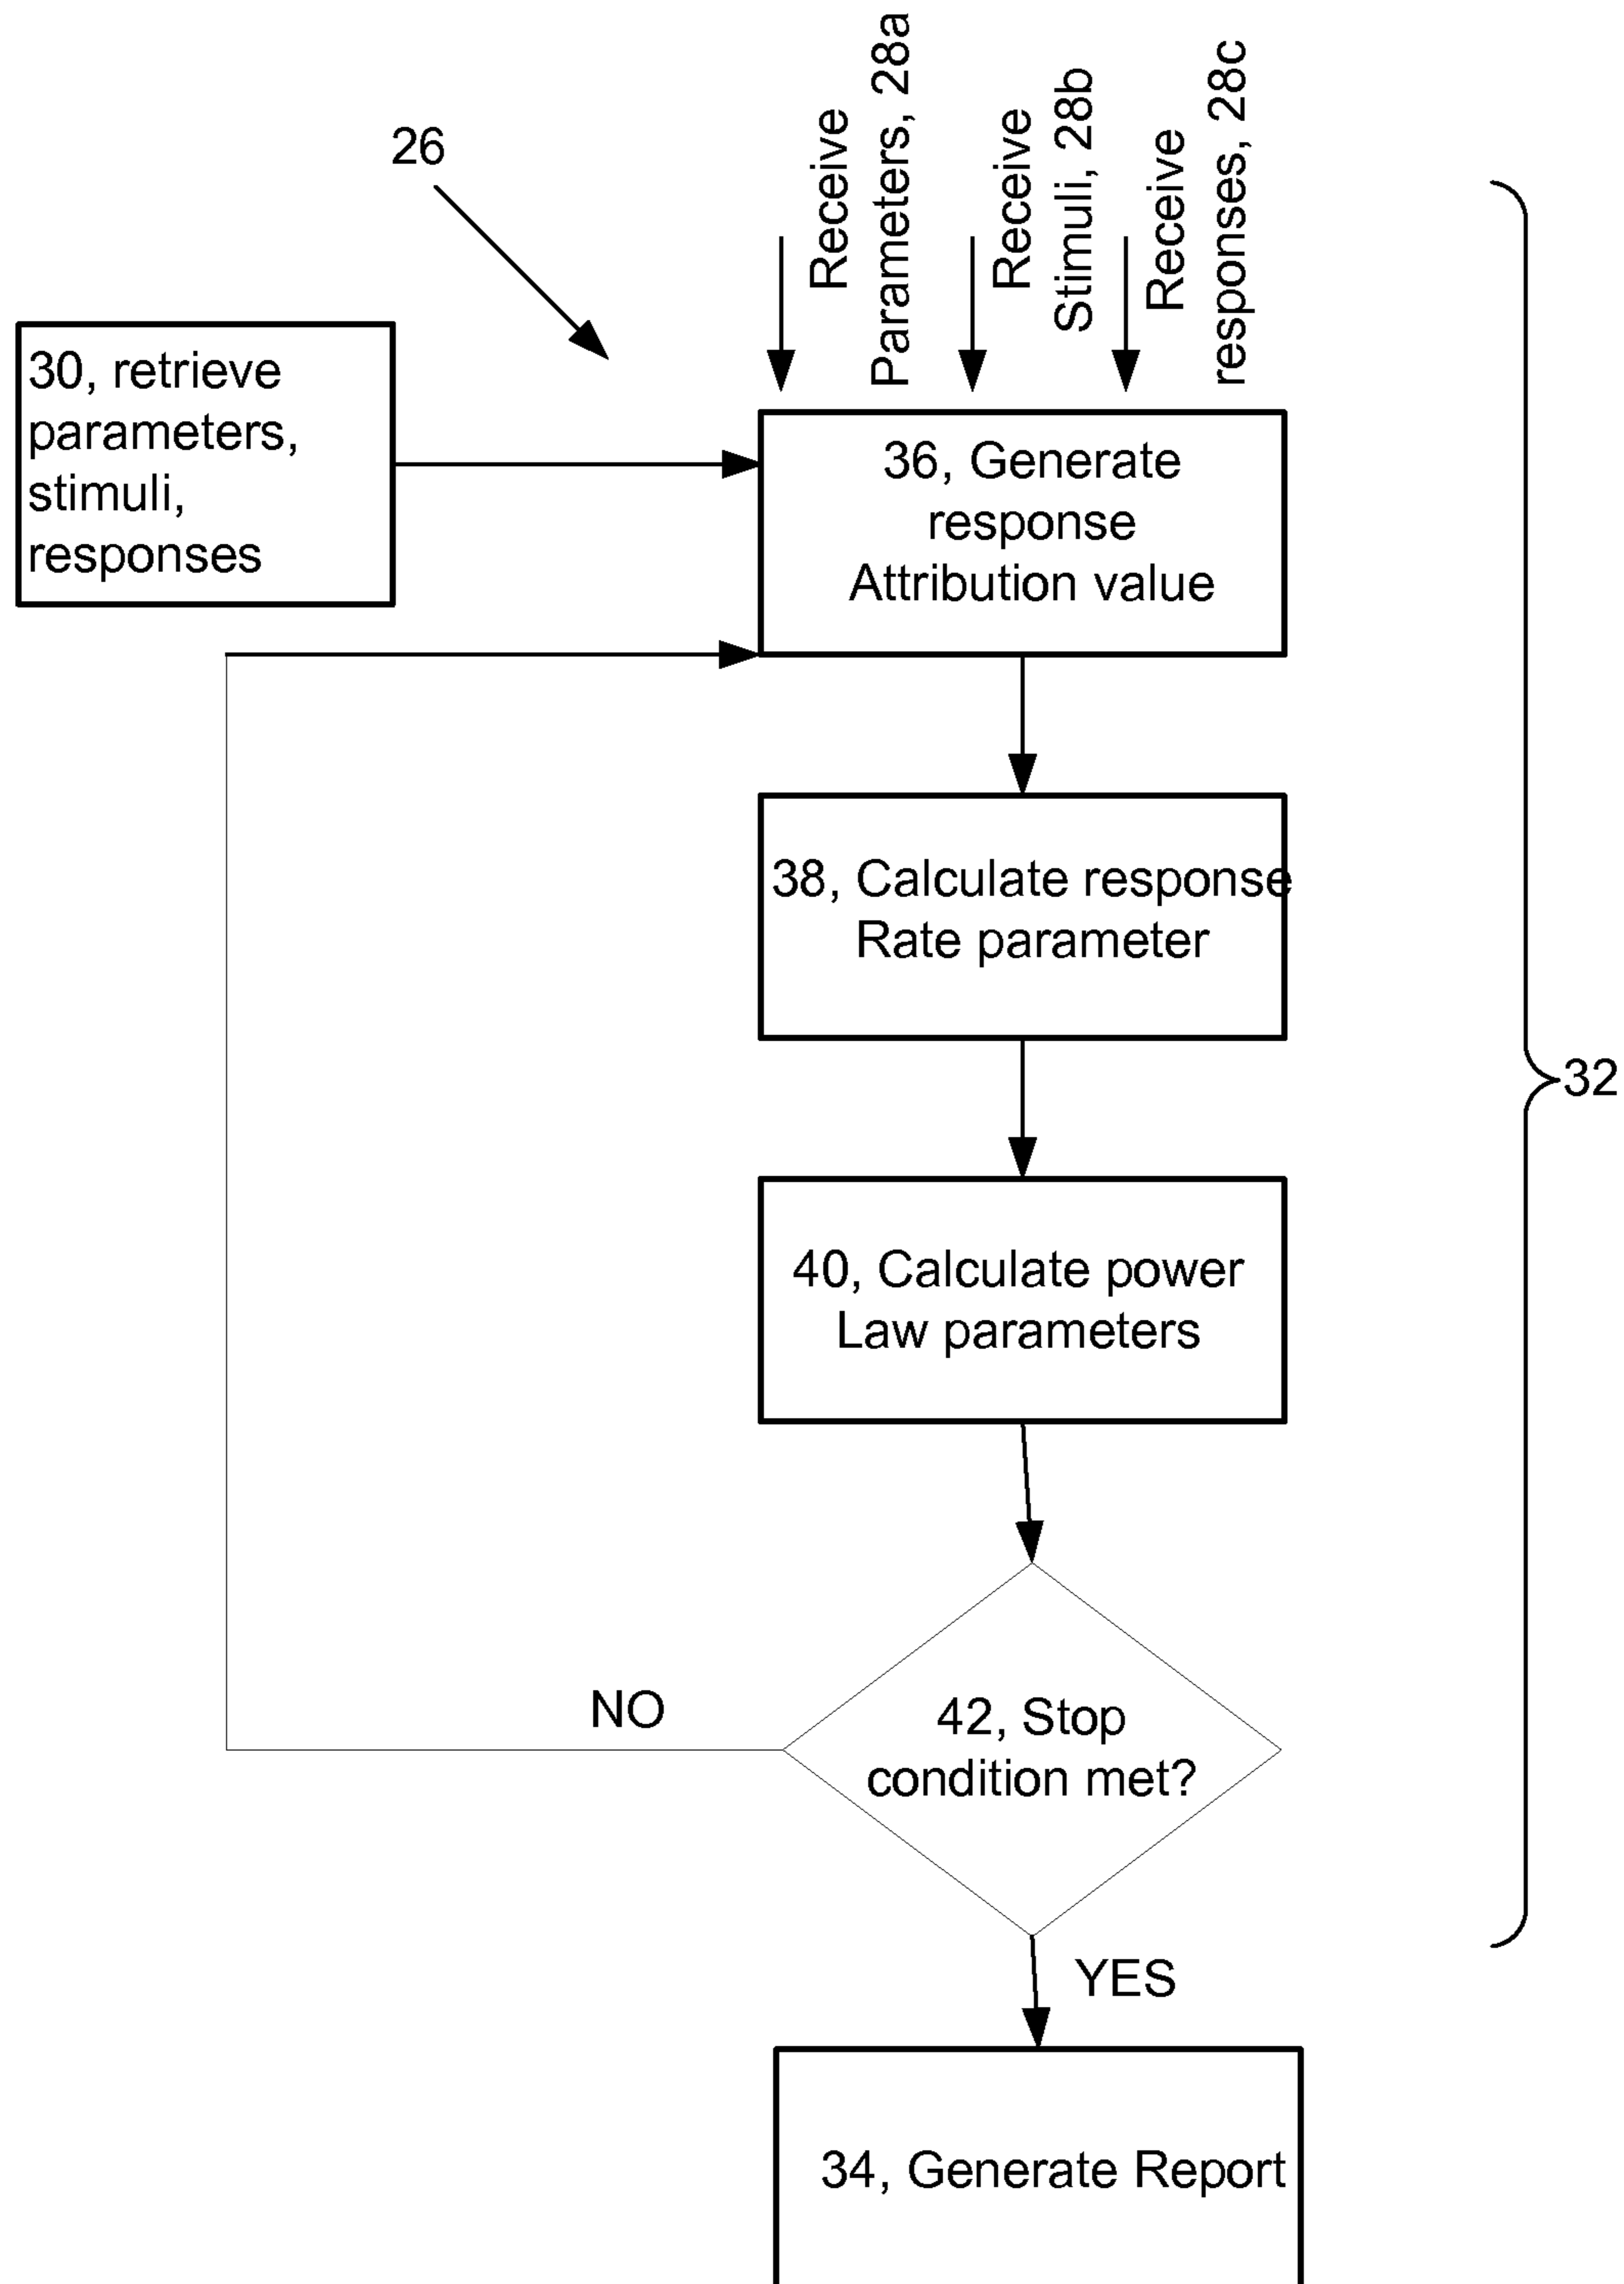 26
Receive
Parameters, 28a
Receive
Stimuli, 28b
Receive
responses, 28c
30, retrieve
parameters,
stimuli,
responses
36, Generate
response
Attribution value
38, Calculate response
Rate parameter
32
40, Calculate power
Law parameters
NO
42, Stop
condition met?
YES
34, Generate Report